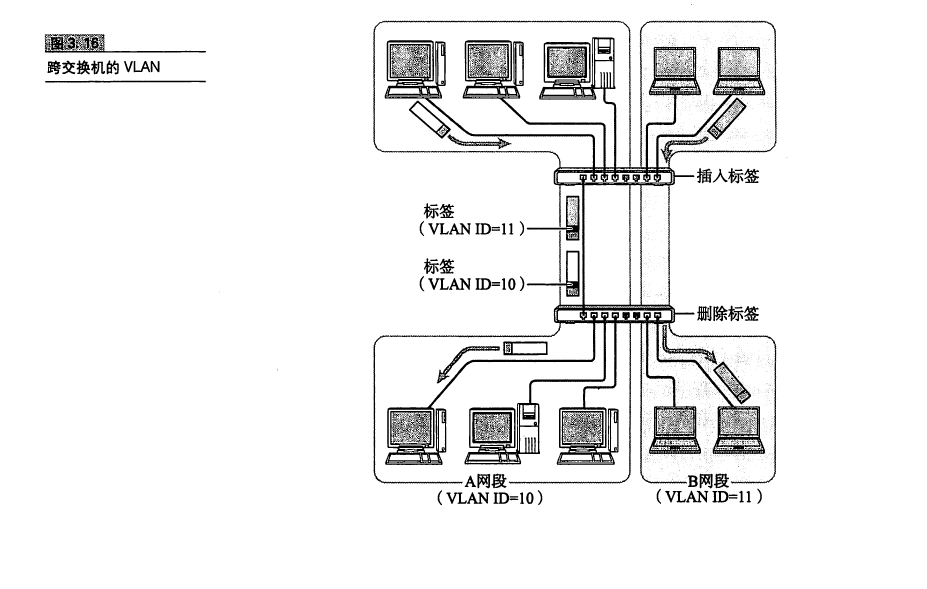 图3.16
跨交换机的 VLAN
插入标签
标签
(VLAN ID=11)
标签
(VLAN ID=10)
删除标签
A网段
(VLAN ID=10)
B网段
(VLAN ID=11)